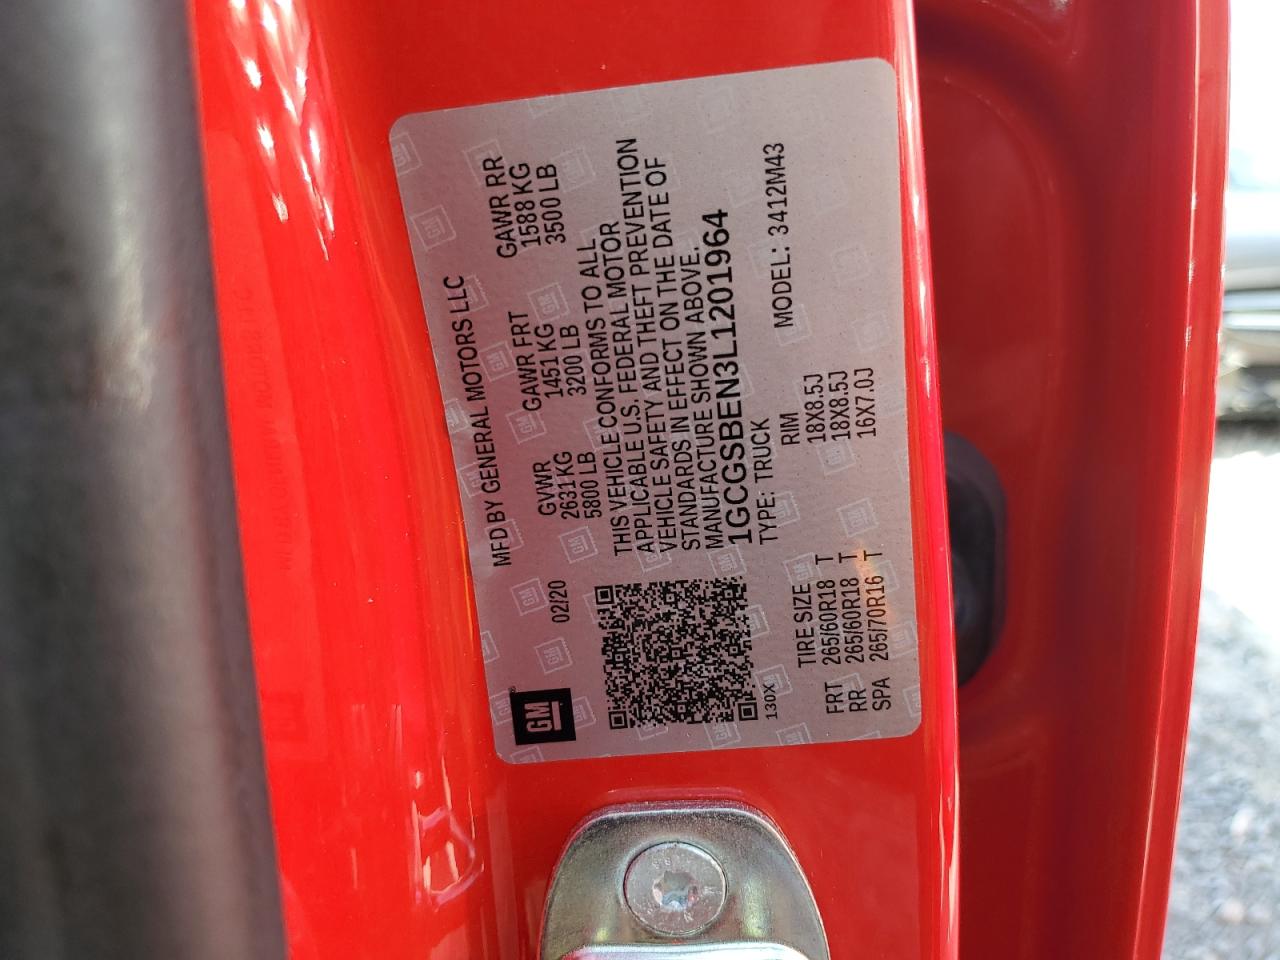 MFD BY GENERAL MOTORS LLC
GM®
02/20
GVWR GAWR FRT GAWR RR
2631 KG 1451 KG 1588 KG
5800 LB 3200 LB 3500 LB
THIS VEHICLE CONFORMS TO ALL
APPLICABLE U.S. FEDERAL MOTOR
VEHICLE SAFETY AND THEFT PREVENTION
STANDARDS IN EFFECT ON THE DATE OF
MANUFACTURE SHOWN ABOVE.
1GCGSBEN3L1201964
130X
TYPE: TRUCK MODEL: 3412M43
TIRE SIZE RIM
FRT 265/60R18 T 18X8.5J
RR 265/60R18 T 18X8.5J
SPA 265/70R16 T 16X7.0J